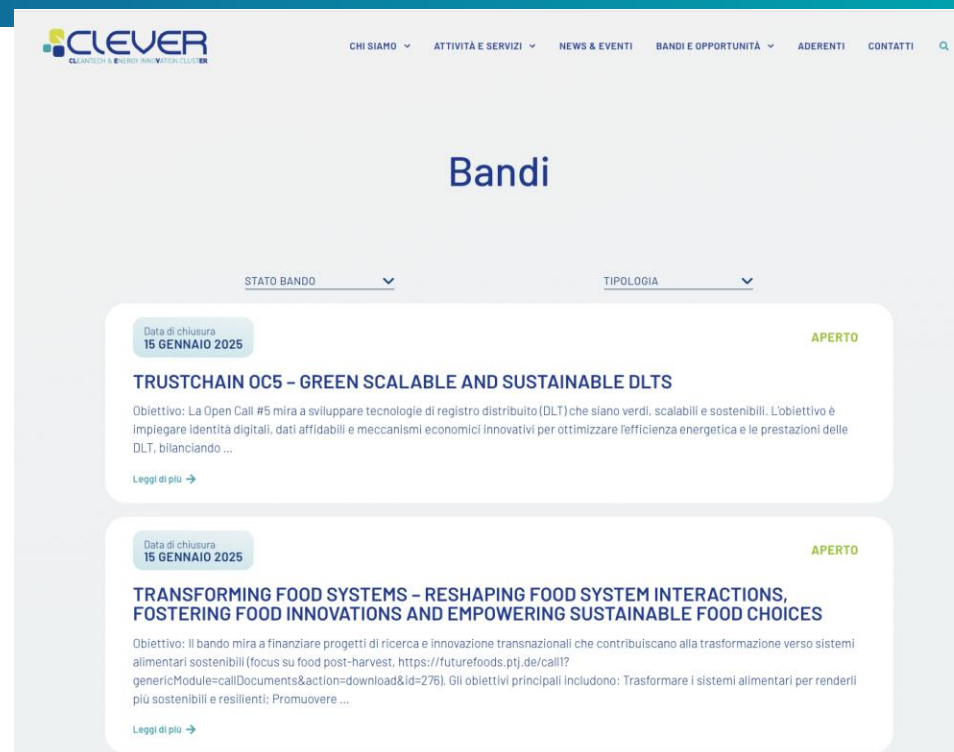 CLEVER
CLEANTECH & ENERGY INNOVATION CLUSTER
CHI SIAMO
ATTIVITÀ E SERVIZI
NEWS & EVENTI
BANDI E OPPORTUNITÀ
ADERENTI
CONTATTI
Bandi
STATO BANDO
TIPOLOGIA
Data di chiusura
15 GENNAIO 2025
APERTO
TRUSTCHAIN OC5 – GREEN SCALABLE AND SUSTAINABLE DLTS
Obiettivo: La Open Call #5 mira a sviluppare tecnologie di registro distribuito (DLT) che siano verdi, scalabili e sostenibili. L'obiettivo è
impiegare identità digitali, dati affidabili e meccanismi economici innovativi per ottimizzare l'efficienza energetica e le prestazioni delle
DLT, bilanciando ...
Leggi di più →
Data di chiusura
15 GENNAIO 2025
APERTO
TRANSFORMING FOOD SYSTEMS – RESHAPING FOOD SYSTEM INTERACTIONS,
FOSTERING FOOD INNOVATIONS AND EMPOWERING SUSTAINABLE FOOD CHOICES
Obiettivo: Il bando mira a finanziare progetti di ricerca e innovazione transnazionali che contribuiscano alla trasformazione verso sistemi
alimentari sostenibili (focus su food post-harvest, https://futurefoods.ptj.de/call1?
genericModule=callDocuments&action=download&id=276). Gli obiettivi principali includono: Trasformare i sistemi alimentari per renderli
più sostenibili e resilienti; Promuovere ...
Leggi di più →